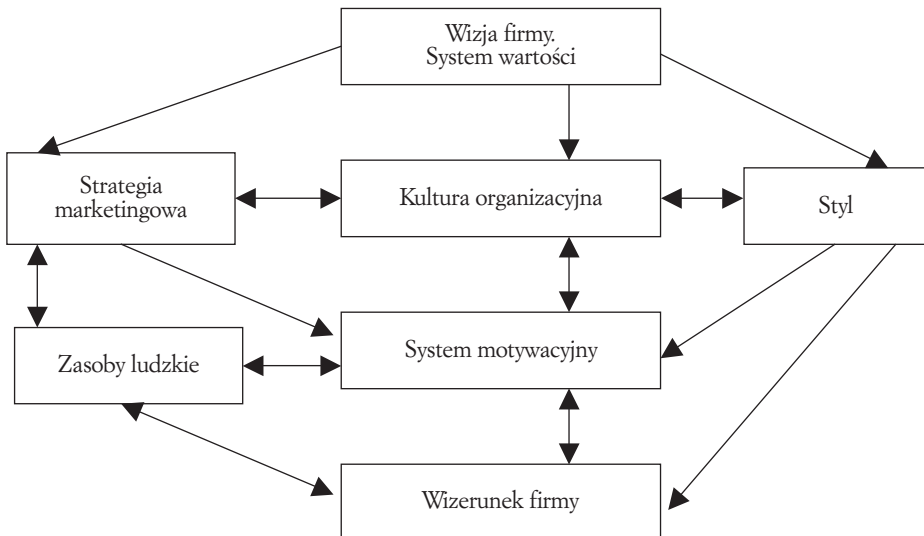 Wizja firmy.
System wartości
Strategia
marketingowa
Kultura organizacyjna
Styl
Zasoby ludzkie
System motywacyjny
Wizerunek firmy